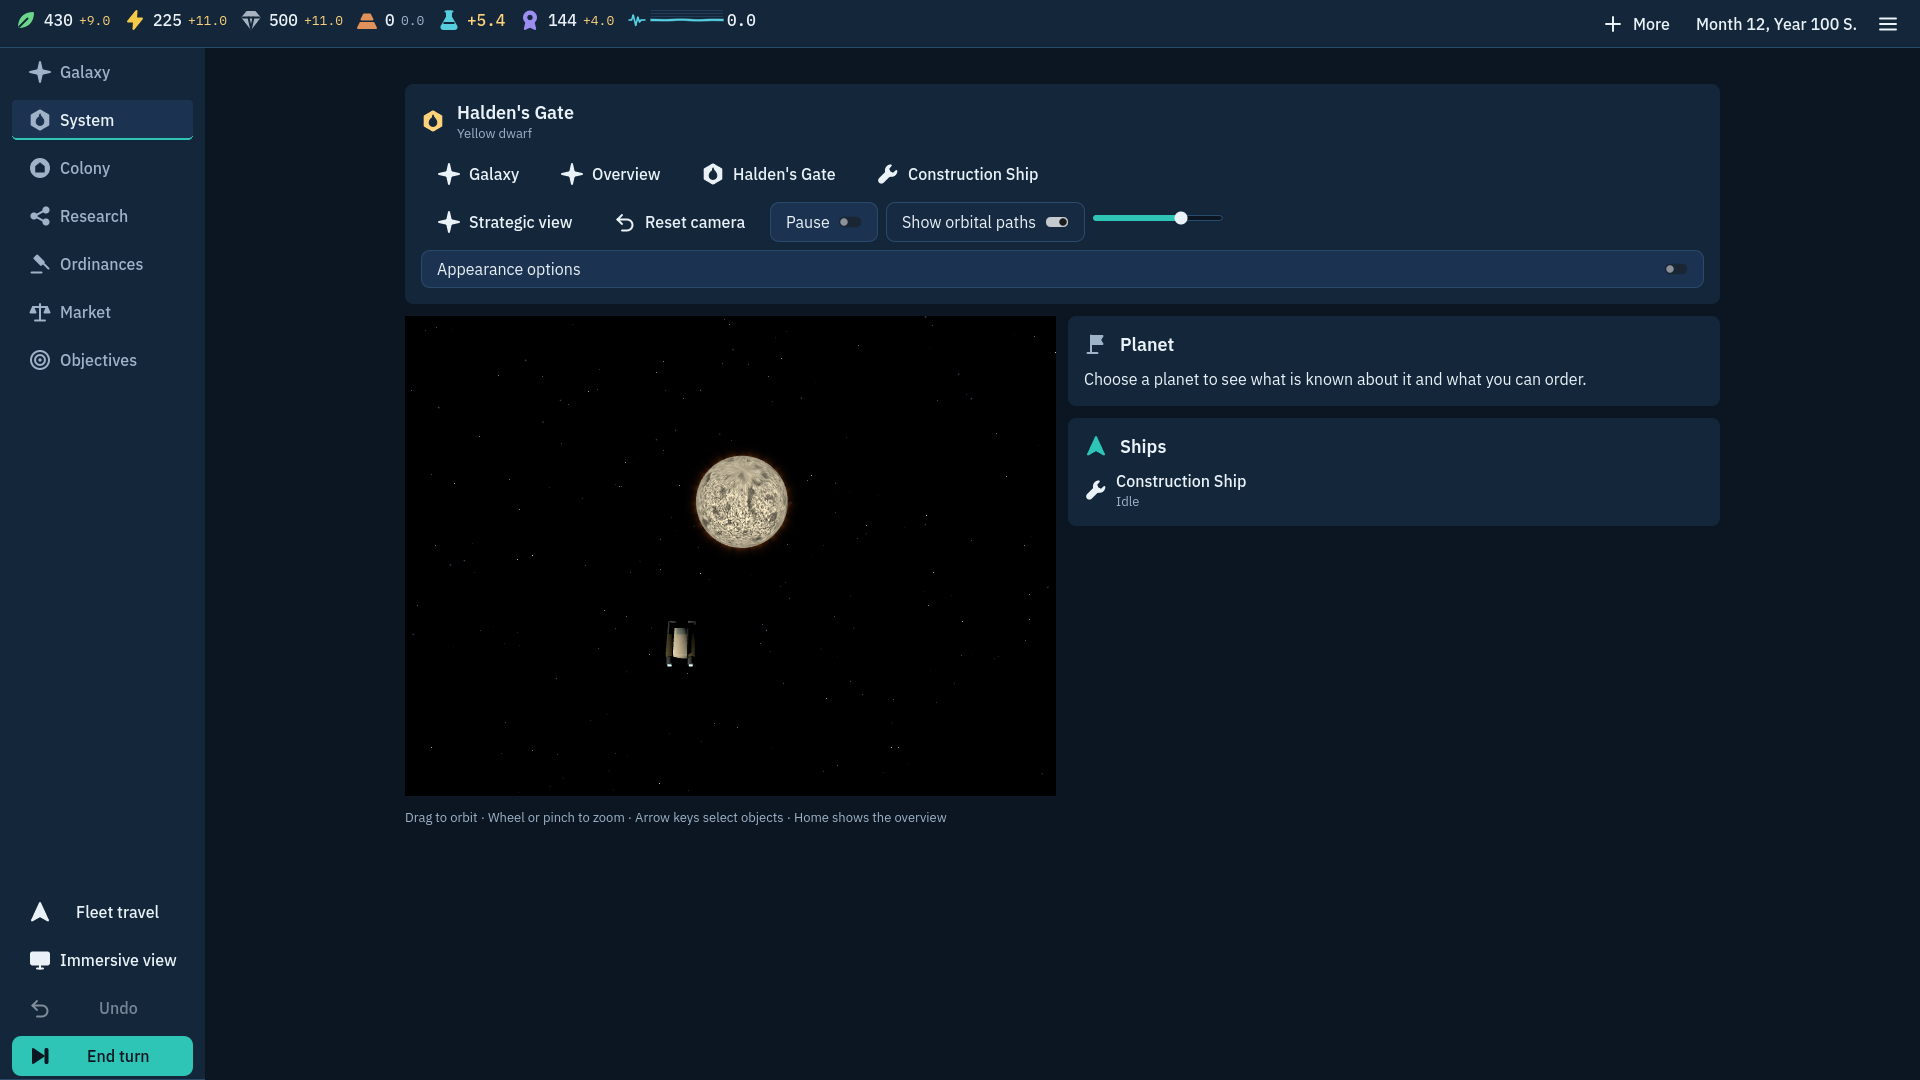 430 +9.0 225 +11.0 500 +11.0 0 0.0 +5.4 144 +4.0 0.0 More Month 12, Year 100 S.
Galaxy
System
Colony
Research
Ordinances
Market
Objectives
Fleet travel
Immersive view
Undo
End turn
Halden's Gate
Yellow dwarf
Galaxy Overview Halden's Gate Construction Ship
Strategic view Reset camera Pause Show orbital paths
Appearance options
Drag to orbit · Wheel or pinch to zoom · Arrow keys select objects · Home shows the overview
Planet
Choose a planet to see what is known about it and what you can order.
Ships
Construction Ship
Idle